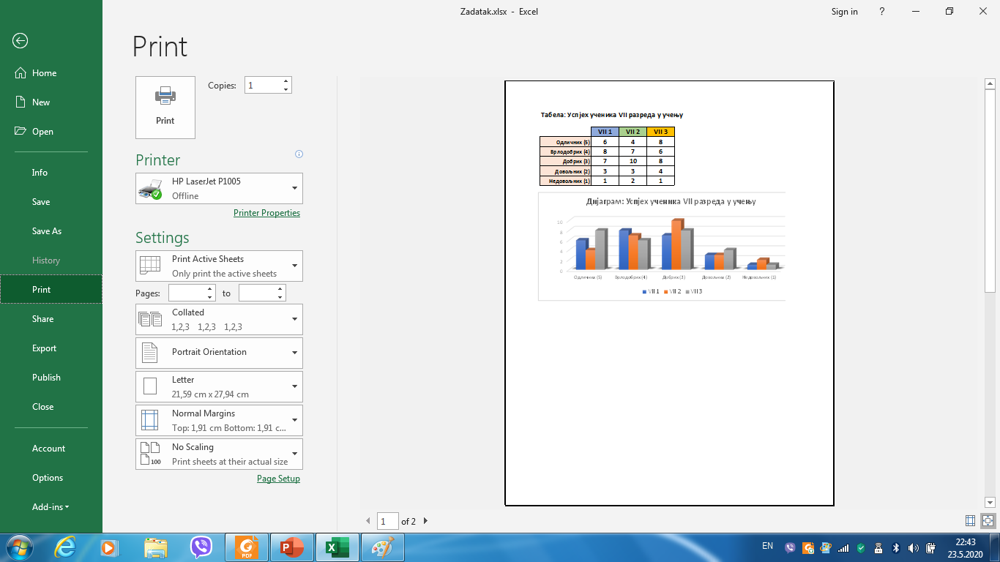 Zadatak.xlsx - Excel
Sign in
?
Print
Home
New
Open
Info
Save
Save As
History
Print
Share
Export
Publish
Close
Account
Options
Add-ins
Print
Copies: 1
Printer
HP LaserJet P1005
Offline
Printer Properties
Settings
Print Active Sheets
Only print the active sheets
Pages: to
Collated
1,2,3 1,2,3 1,2,3
Portrait Orientation
Letter
21,59 cm x 27,94 cm
Normal Margins
Top: 1,91 cm Bottom: 1,91 c...
No Scaling
Print sheets at their actual size
100
Page Setup
Табела: Успјех ученика VII разреда у учењу
VII 1 VII 2 VII 3
Одличних (5) 6 4 8
Врлодобрих (4) 8 7 6
Добрих (3) 7 10 8
Довољних (2) 3 3 4
Недовољних (1) 1 2 1
Дијаграм: Успјех ученика VII разреда у учењу
10
8
6
4
2
0
Одличних (5) Врлодобрих (4) Добрих (3) Довољних (2) Недовољних (1)
VII 1 VII 2 VII 3
1 of 2
PDF
EN
22:43
23.5.2020